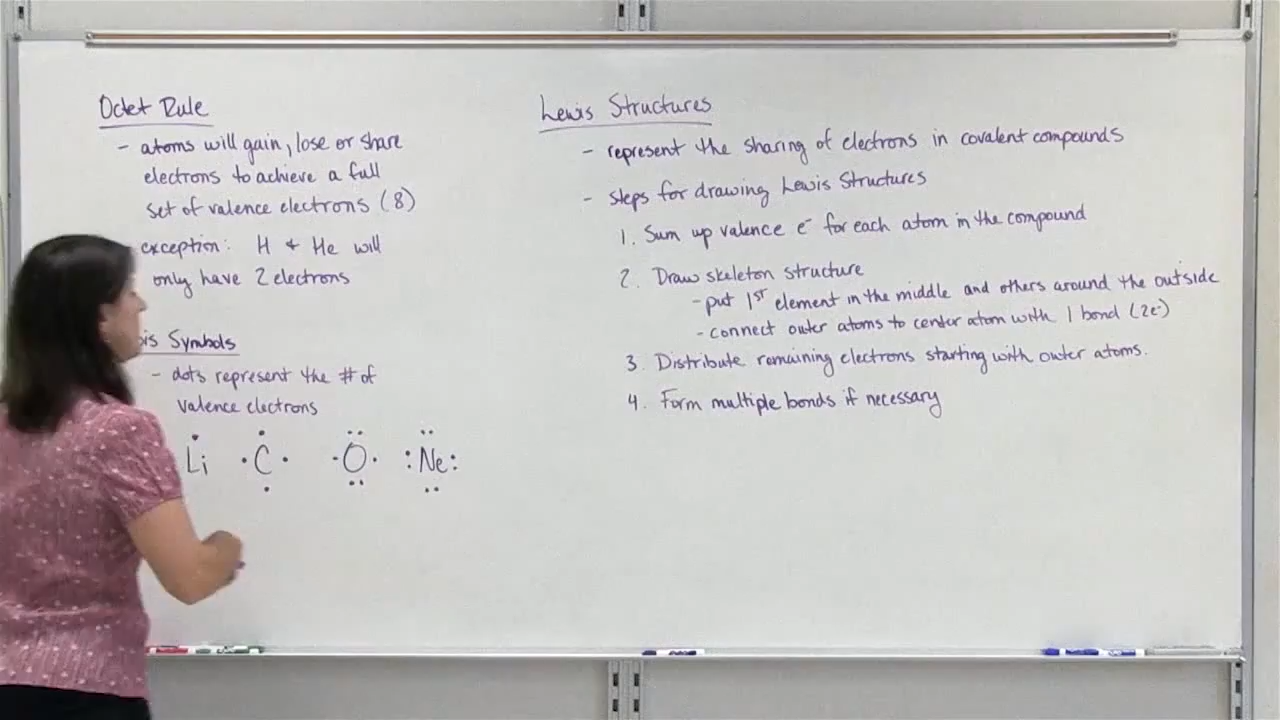 Octet Rule
- atoms will gain, lose or share
electrons to achieve a full
set of valence electrons (8)
exception: H & He will
only have 2 electrons
Symbols
- dots represent the # of
valence electrons
Li C O Ne
Lewis Structures
- represent the sharing of electrons in covalent compounds
- steps for drawing Lewis Structures
1. Sum up valence e⁻ for each atom in the compound
2. Draw skeleton structure
- put 1ST element in the middle and others around the outside
- connect outer atoms to center atom with 1 bond (2e⁻)
3. Distribute remaining electrons starting with outer atoms.
4. Form multiple bonds if necessary